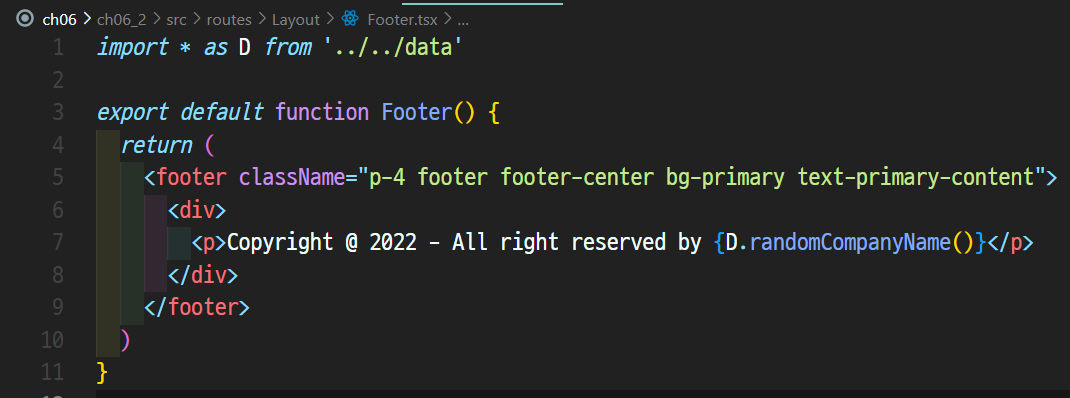 ch06 > ch06_2 > src > routes > Layout > Footer.tsx > ...
1 import * as D from '../../data'
2
3 export default function Footer() {
4   return (
5     <footer className="p-4 footer footer-center bg-primary text-primary-content">
6       <div>
7         <p>Copyright @ 2022 - All right reserved by {D.randomCompanyName()}</p>
8       </div>
9     </footer>
10   )
11 }